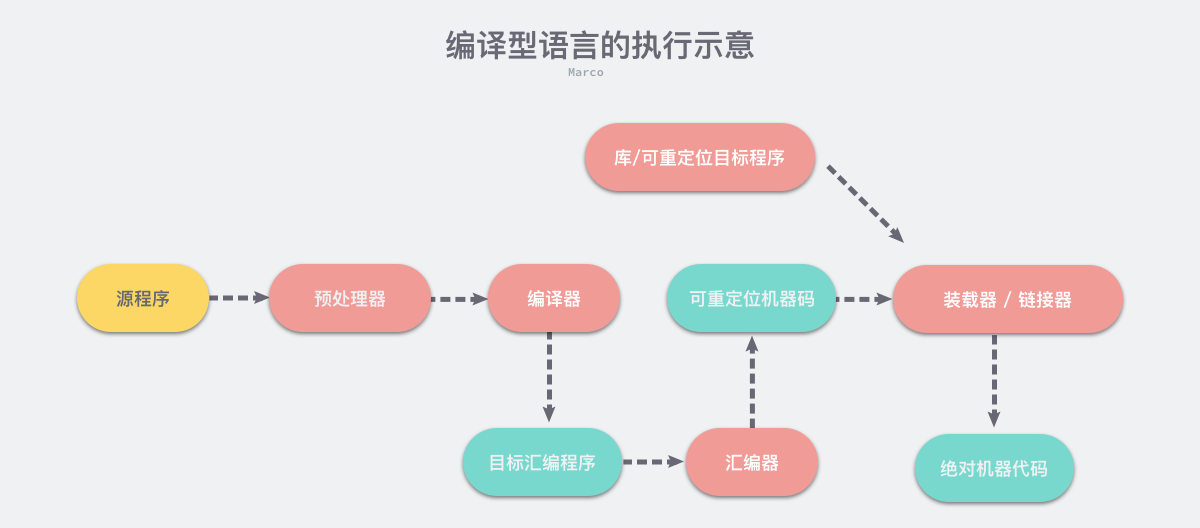 编译型语言的执行示意
Marco
库/可重定位目标程序
源程序
预处理器
编译器
可重定位机器码
装载器 / 链接器
目标汇编程序
汇编器
绝对机器代码